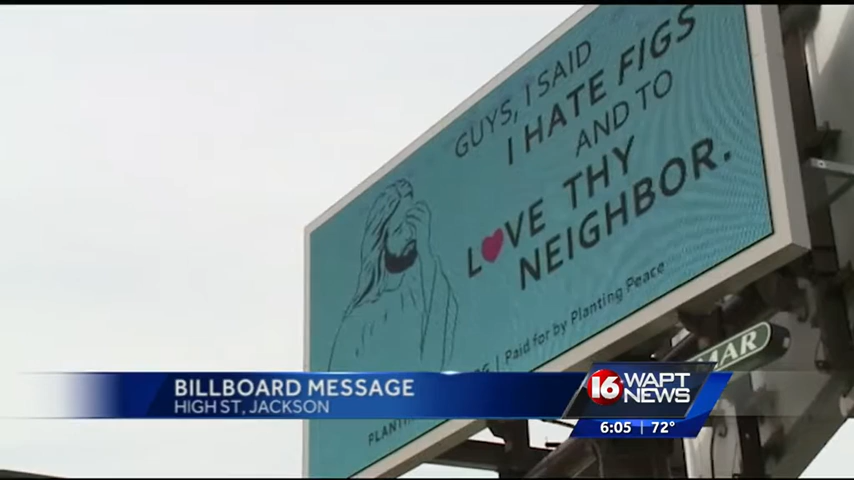 GUYS, I SAID
I HATE FIGS
AND TO
LOVE THY
NEIGHBOR.
Paid for by Planting Peace
MAR
BILLBOARD MESSAGE
HIGH ST, JACKSON
16 WAPT
NEWS
6:05 72°